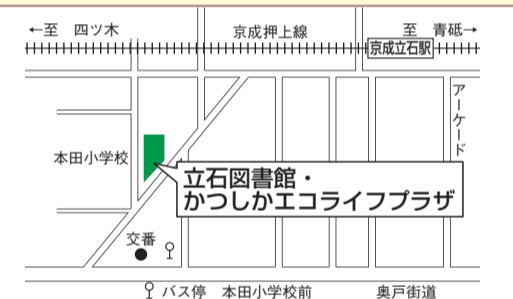 ←至 四ツ木
京成押上線
至 青砥→
京成立石駅
アーケード
本田小学校
立石図書館・
かつしかエコライフプラザ
交番
バス停 本田小学校前
奥戸街道